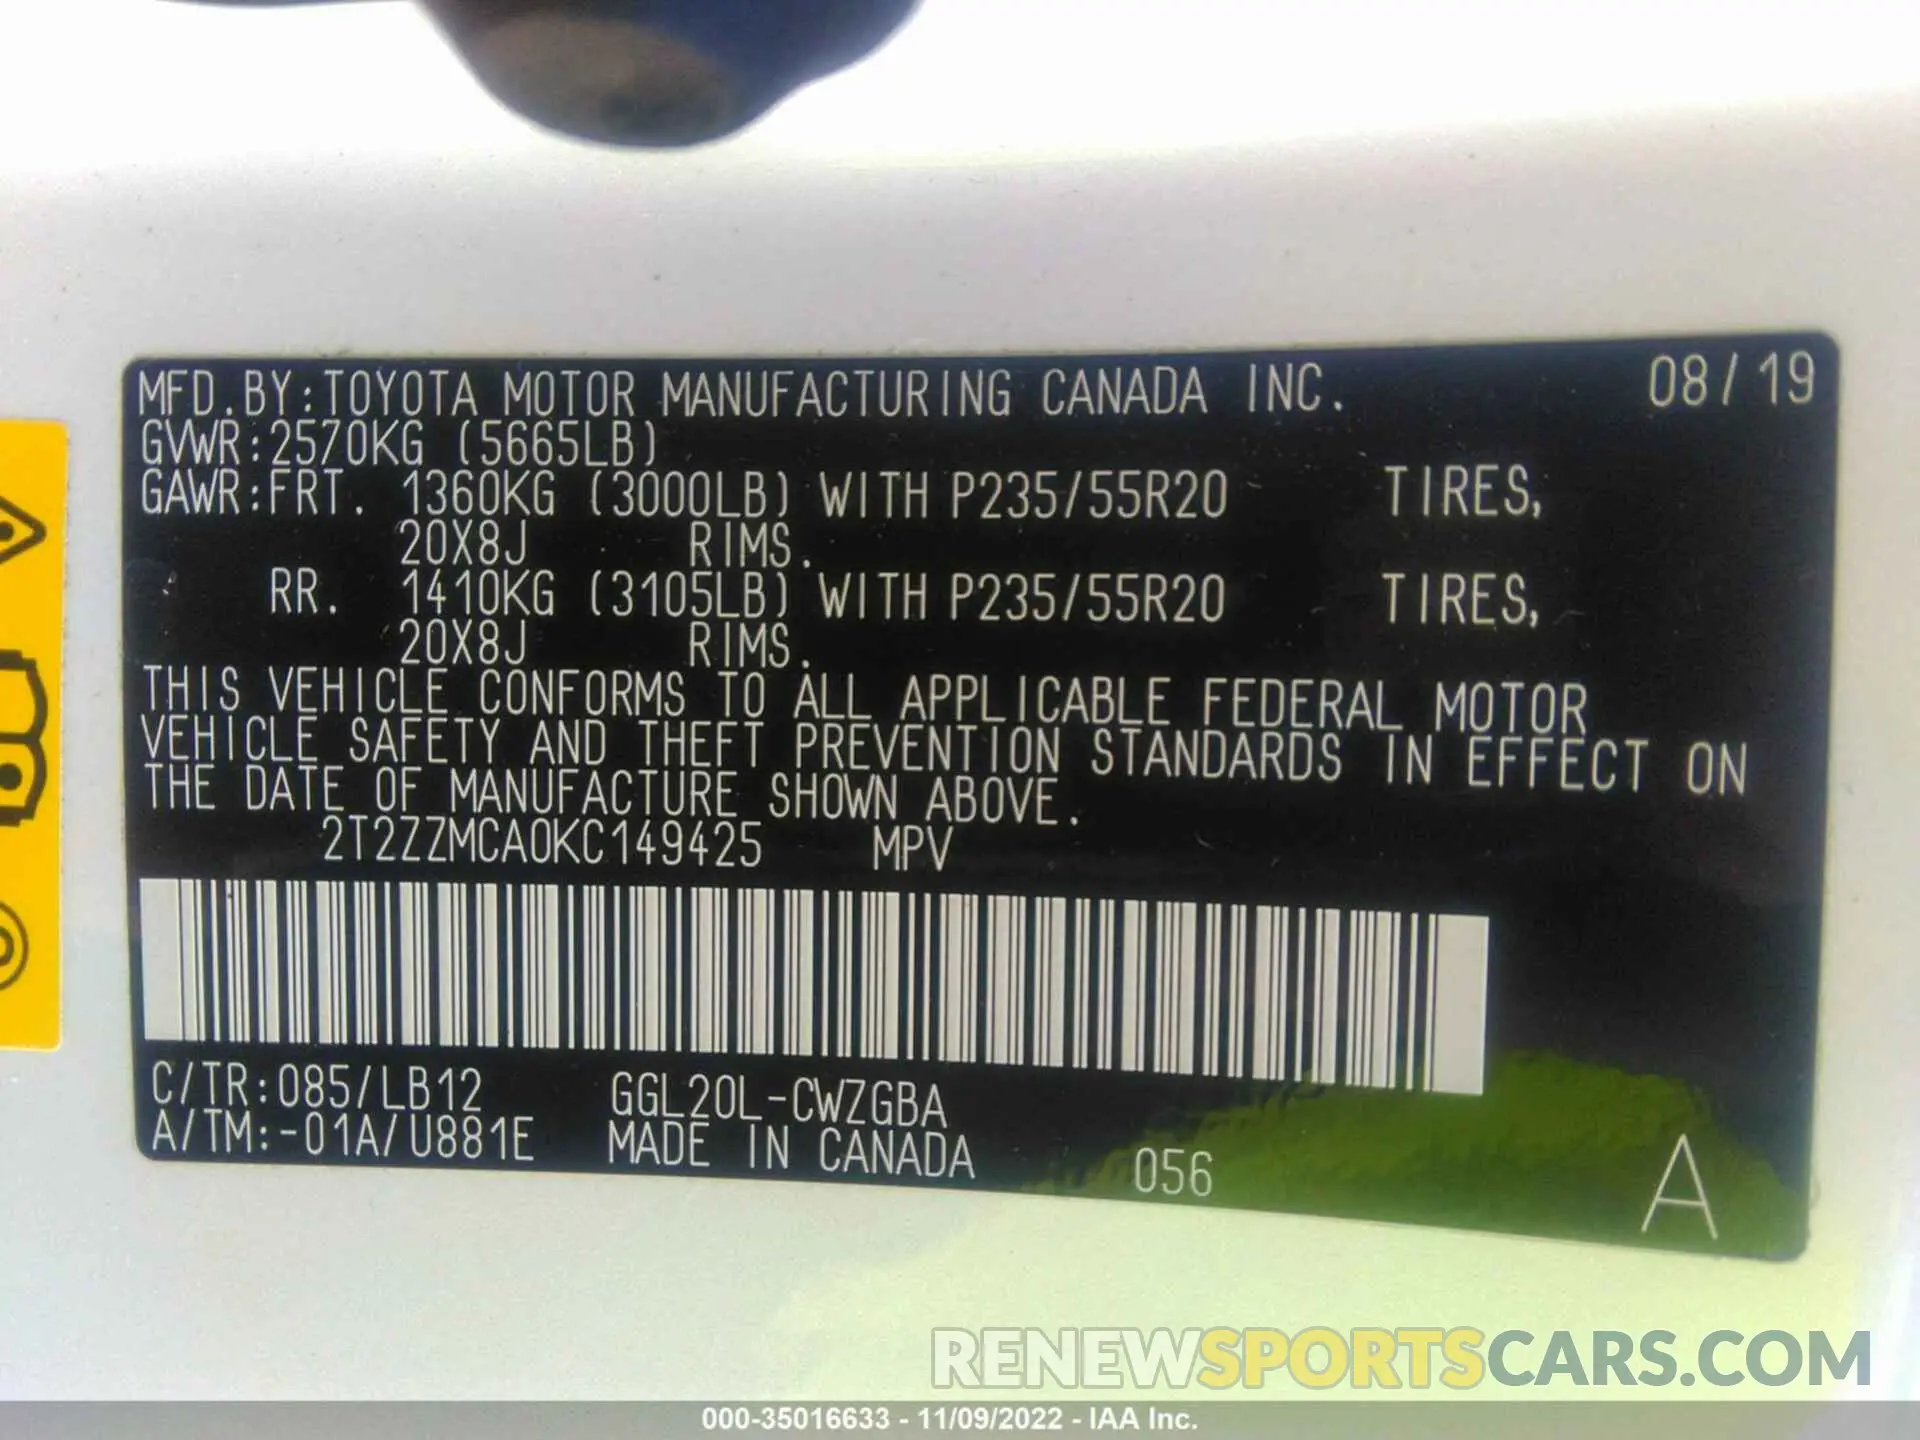 MFD.BY:TOYOTA MOTOR MANUFACTURING CANADA INC. 08/19
GVWR:2570KG (5665LB)
GAWR:FRT. 1360KG (3000LB) WITH P235/55R20 TIRES,
20X8J RIMS.
RR. 1410KG (3105LB) WITH P235/55R20 TIRES,
20X8J RIMS.
THIS VEHICLE CONFORMS TO ALL APPLICABLE FEDERAL MOTOR
VEHICLE SAFETY AND THEFT PREVENTION STANDARDS IN EFFECT ON
THE DATE OF MANUFACTURE SHOWN ABOVE.
2T2ZZMCA0KC149425 MPV
C/TR:085/LB12 GGL20L-CWZGBA
A/TM:-01A/U881E MADE IN CANADA 056 A
RENEWSPORTSCARS.COM
000-35016633 - 11/09/2022 - IAA Inc.